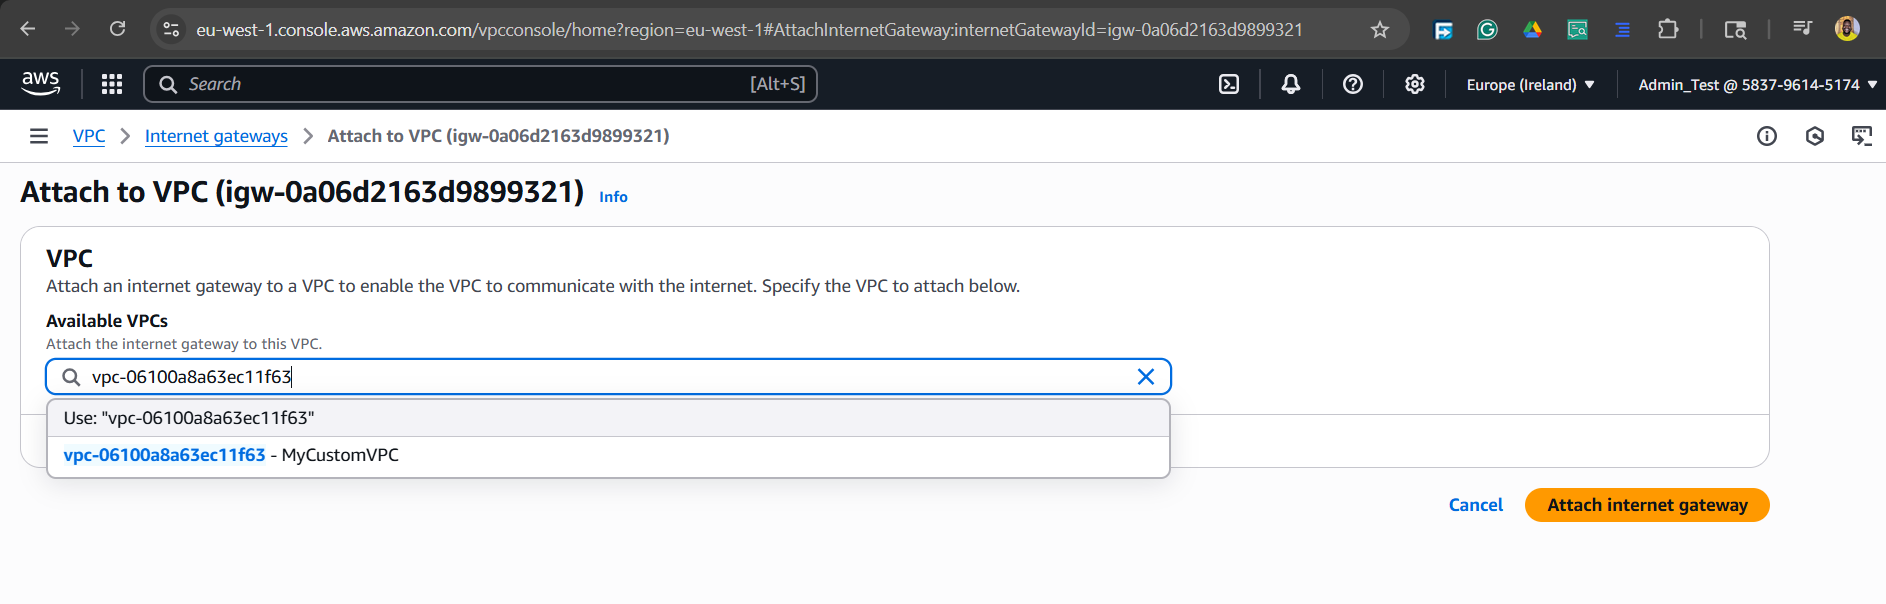 eu-west-1.console.aws.amazon.com/vpcconsole/home?region=eu-west-1#AttachInternetGateway:internetGatewayId=igw-0a06d2163d9899321
aws Search [Alt+S] Europe (Ireland) Admin_Test @ 5837-9614-5174
VPC Internet gateways Attach to VPC (igw-0a06d2163d9899321)
Attach to VPC (igw-0a06d2163d9899321) Info
VPC
Attach an internet gateway to a VPC to enable the VPC to communicate with the internet. Specify the VPC to attach below.
Available VPCs
Attach the internet gateway to this VPC.
vpc-06100a8a63ec11f63
Use: "vpc-06100a8a63ec11f63"
vpc-06100a8a63ec11f63 - MyCustomVPC
Cancel Attach internet gateway